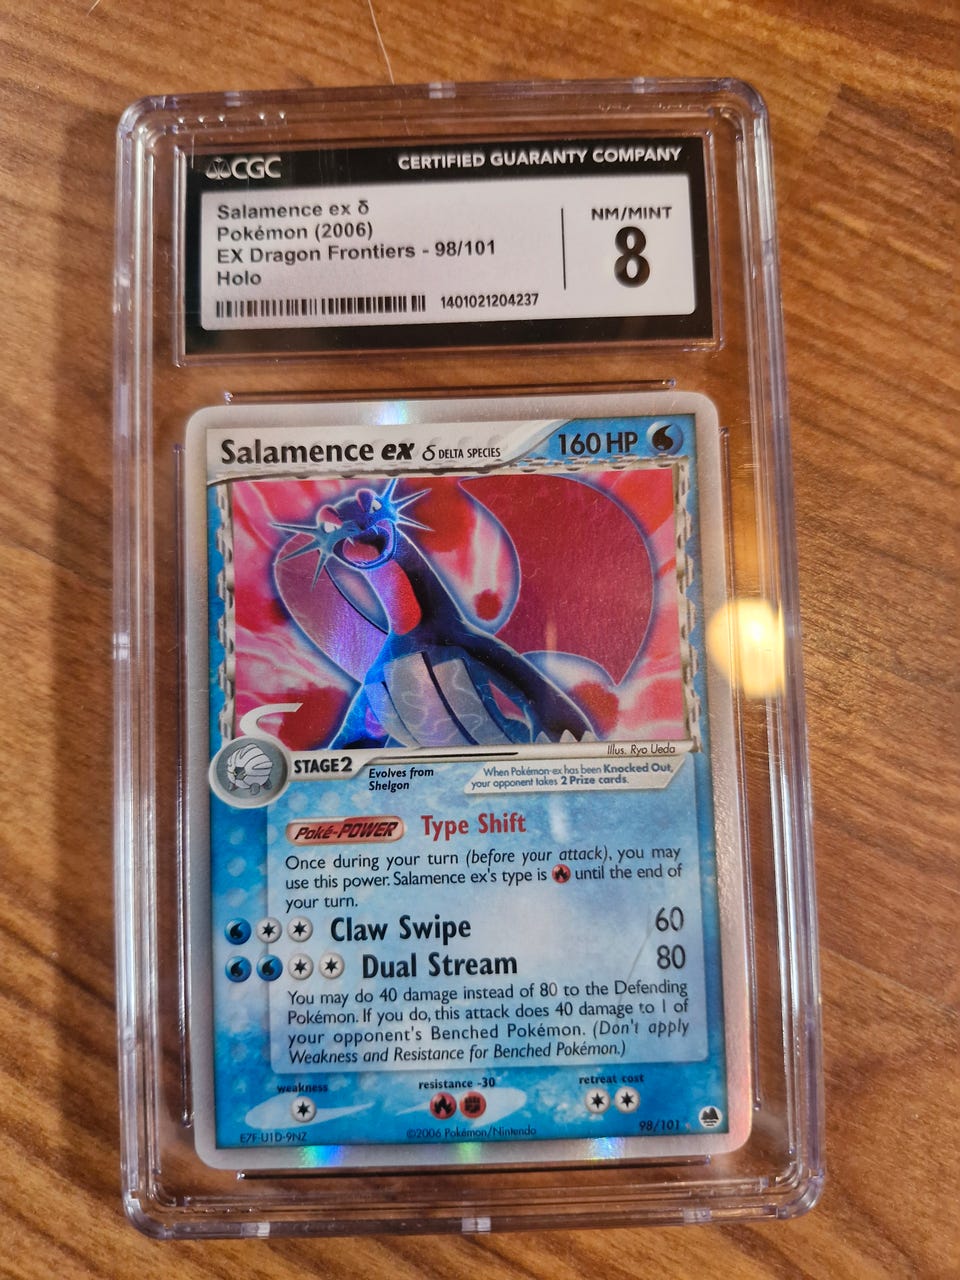 CGC CERTIFIED GUARANTY COMPANY
Salamence ex δ
Pokémon (2006)
EX Dragon Frontiers - 98/101
Holo
1401021204237
NM/MINT
8
Salamence ex δ DELTA SPECIES 160 HP
Illus. Ryo Ueda
STAGE 2 Evolves from
Shelgon
When Pokémon-ex has been Knocked Out,
your opponent takes 2 Prize cards.
Poké-POWER Type Shift
Once during your turn (before your attack), you may
use this power. Salamence ex's type is until the end of
your turn.
Claw Swipe 60
Dual Stream 80
You may do 40 damage instead of 80 to the Defending
Pokémon. If you do, this attack does 40 damage to 1 of
your opponent's Benched Pokémon. (Don't apply
Weakness and Resistance for Benched Pokémon.)
weakness resistance -30 retreat cost
E7F-U1D-9NZ ©2006 Pokémon/Nintendo 98/101